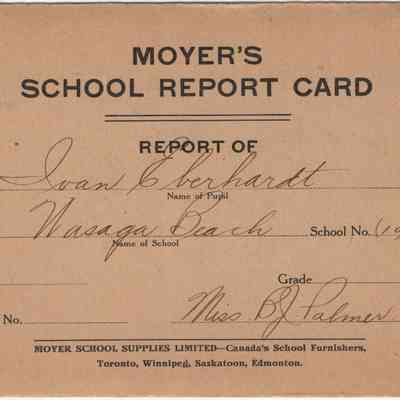 MOYER'S
SCHOOL REPORT CARD
REPORT OF
Ivan Eberhardt
Name of Pupil
Wasaga Beach School No. (19
Name of School
Grade
No. Miss B.J. Palmer
MOYER SCHOOL SUPPLIES LIMITED—Canada's School Furnishers,
Toronto, Winnipeg, Saskatoon, Edmonton.